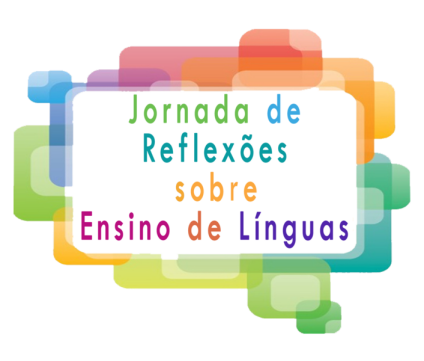 Jornada de
Reflexões
sobre
Ensino de Línguas